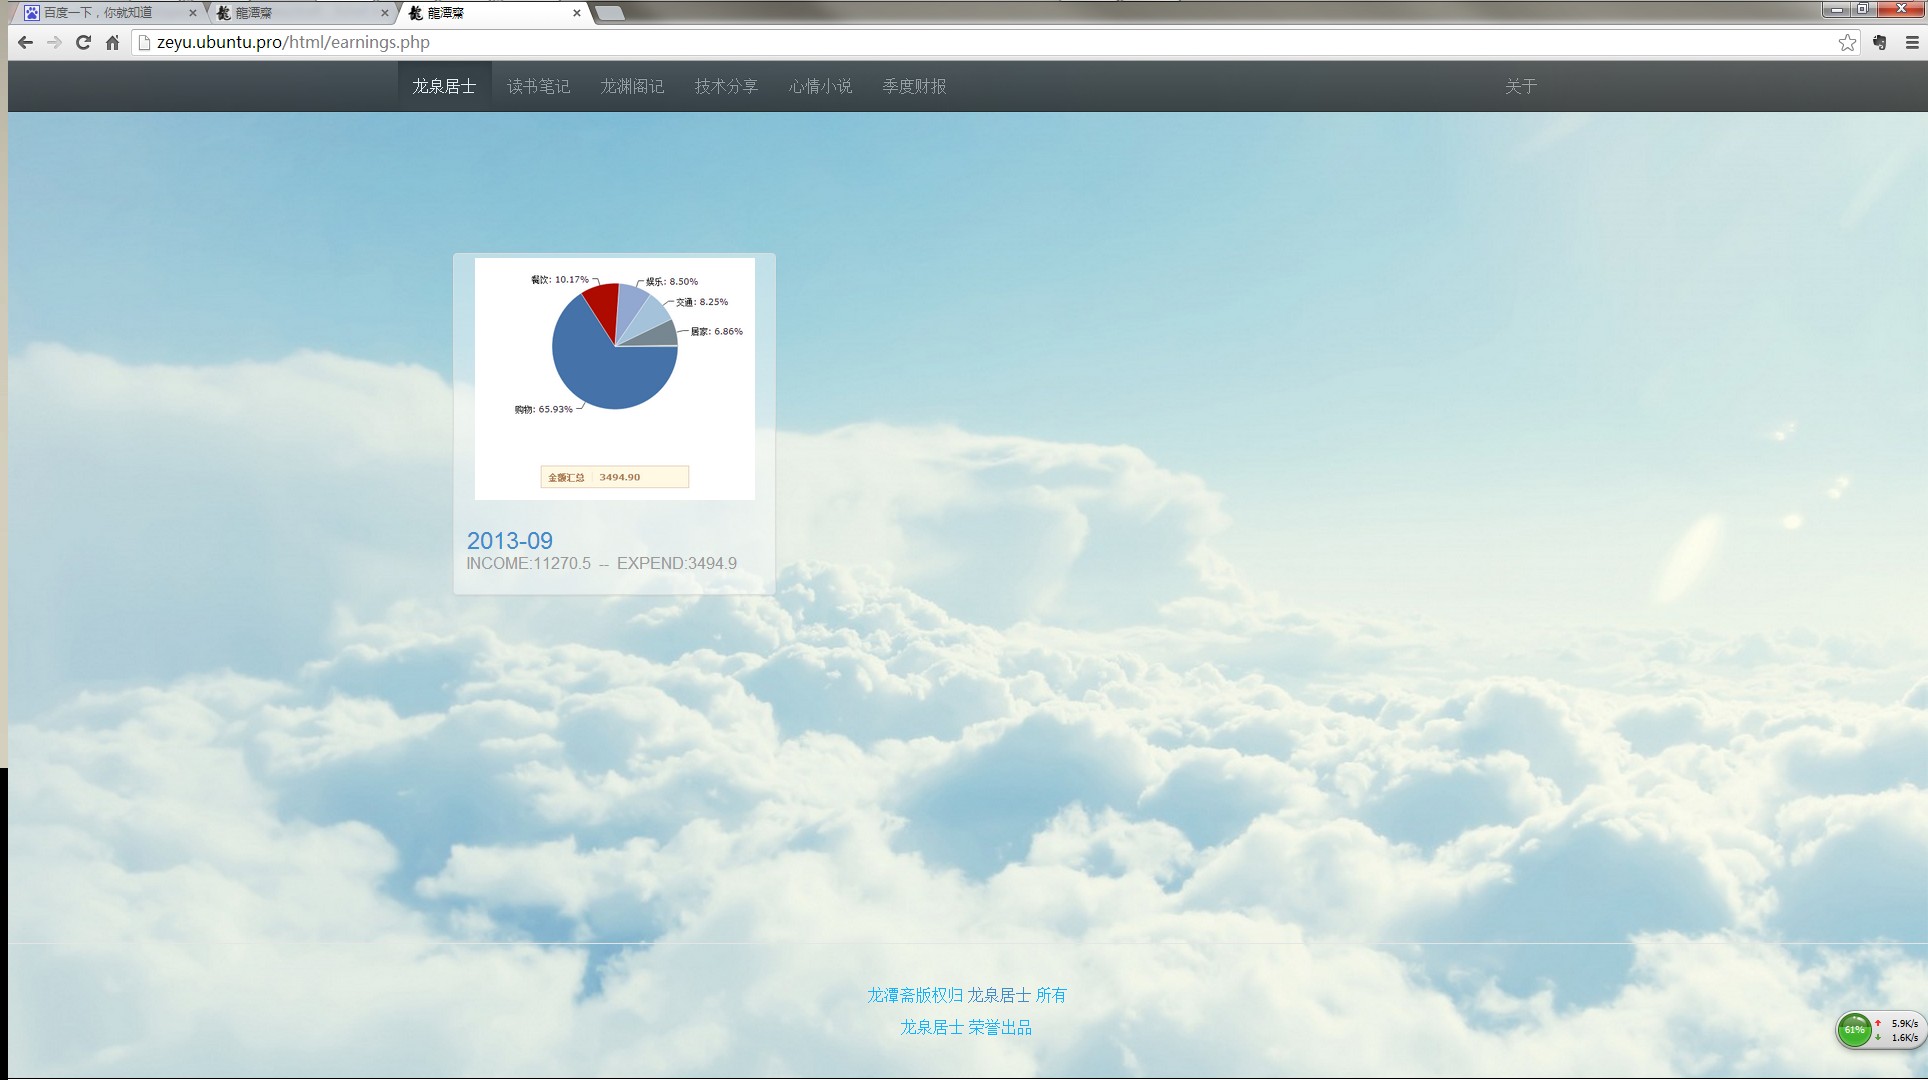 百度一下，你就知道
龍潭齋
龍潭齋
zeyu.ubuntu.pro/html/earnings.php
龙泉居士 读书笔记 龙渊阁记 技术分享 心情小说 季度财报 关于
餐饮: 10.17%
娱乐: 8.50%
交通: 8.25%
居家: 6.86%
购物: 65.93%
金额汇总 3494.90
2013-09
INCOME:11270.5 -- EXPEND:3494.9
龙潭斋版权归 龙泉居士 所有
龙泉居士 荣誉出品
61%
5.9K/s
1.6K/s